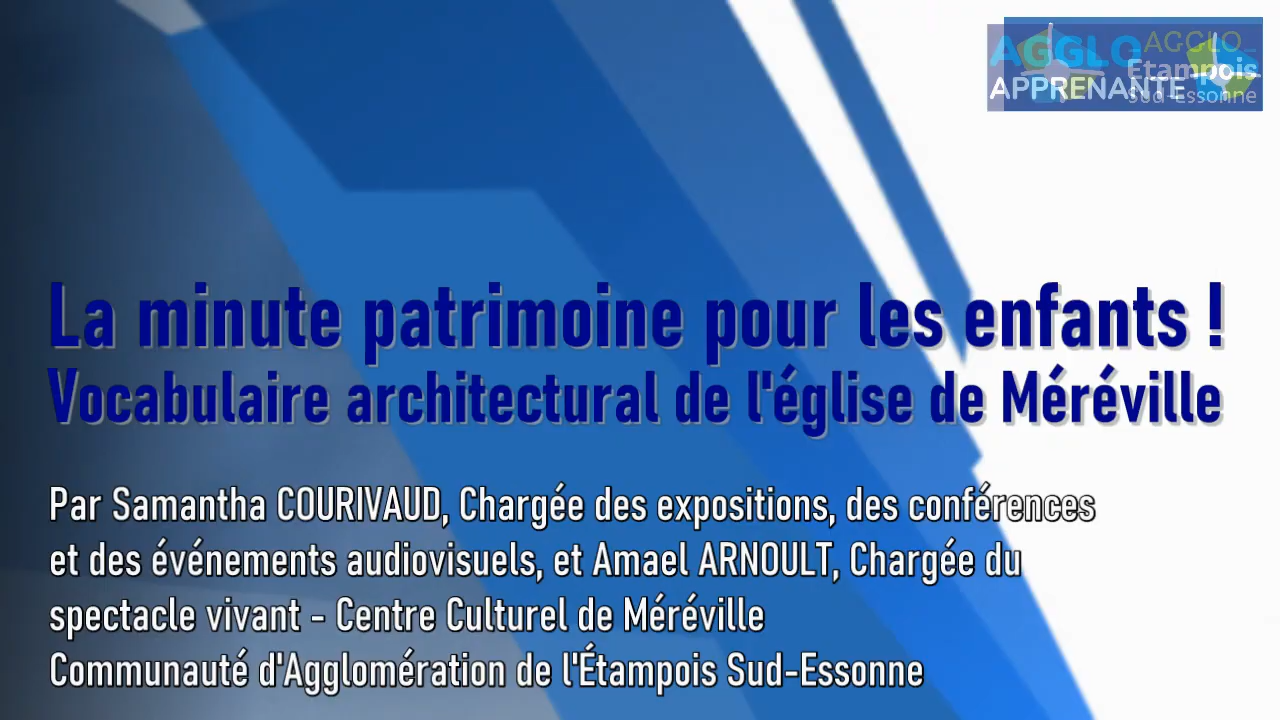 AGGLO
APPRENANTE
AGGLO_
Étampois
Sud-Essonne
La minute patrimoine pour les enfants !
Vocabulaire architectural de l'église de Méréville
Par Samantha COURIVAUD, Chargée des expositions, des conférences
et des événements audiovisuels, et Amael ARNOULT, Chargée du
spectacle vivant - Centre Culturel de Méréville
Communauté d'Agglomération de l'Étampois Sud-Essonne